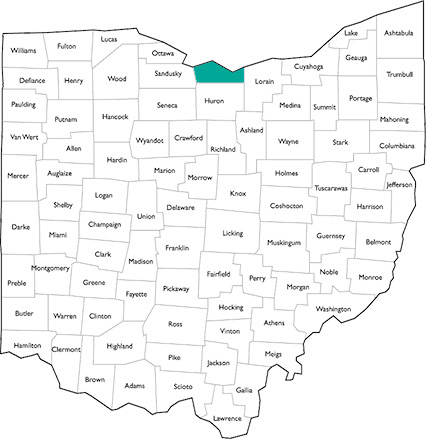 Lake
Ashtabula
Lucas
Fulton
Williams
Ottawa
Geauga
Cuyahoga
Sandusky
Trumbull
Wood
Defiance
Henry
Lorain
Portage
Huron
Medina
Summit
Paulding
Seneca
Hancock
Putnam
Mahoning
Ashland
Van Wert
Wyandot
Crawford
Richland
Wayne
Stark
Columbiana
Allen
Hardin
Mercer
Auglaize
Marion
Morrow
Holmes
Carroll
Jefferson
Tuscarawas
Knox
Logan
Shelby
Delaware
Coshocton
Harrison
Union
Champaign
Darke
Miami
Licking
Guernsey
Muskingum
Belmont
Franklin
Clark
Madison
Montgomery
Fairfield
Noble
Perry
Monroe
Preble
Greene
Fayette
Pickaway
Morgan
Hocking
Washington
Butler
Warren
Clinton
Ross
Vinton
Athens
Hamilton
Clermont
Highland
Pike
Jackson
Meigs
Brown
Adams
Scioto
Gallia
Lawrence